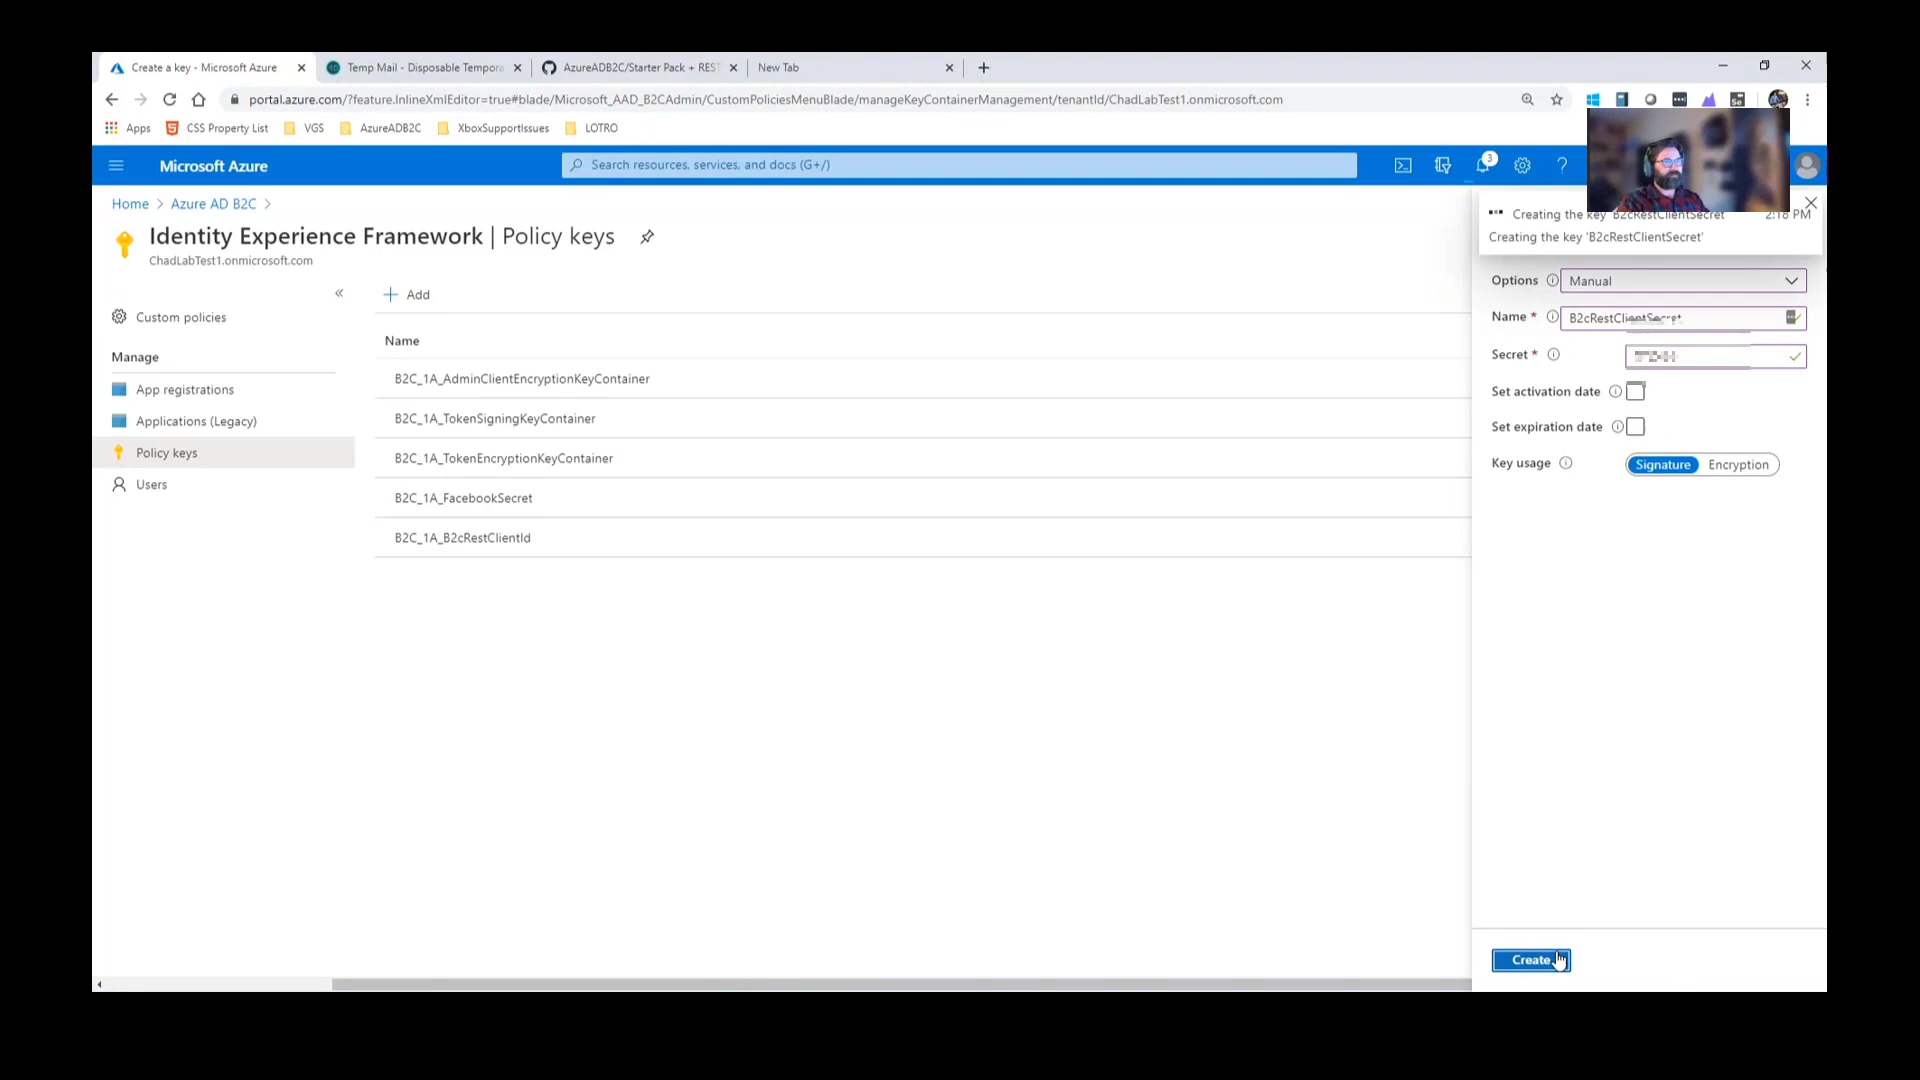 Create a key - Microsoft Azure
Temp Mail - Disposable Tempora
AzureADB2C/Starter Pack + REST
New Tab
portal.azure.com/?feature.InlineXmlEditor=true#blade/Microsoft_AAD_B2CAdmin/CustomPoliciesMenuBlade/manageKeyContainerManagement/tenantId/ChadLabTest1.onmicrosoft.com
Apps
CSS Property List
VGS
AzureADB2C
XboxSupportIssues
LOTRO
Microsoft Azure
Search resources, services, and docs (G+/)
3
Home > Azure AD B2C >
Identity Experience Framework | Policy keys
ChadLabTest1.onmicrosoft.com
Custom policies
Manage
App registrations
Applications (Legacy)
Policy keys
Users
Add
Name
B2C_1A_AdminClientEncryptionKeyContainer
B2C_1A_TokenSigningKeyContainer
B2C_1A_TokenEncryptionKeyContainer
B2C_1A_FacebookSecret
B2C_1A_B2cRestClientId
Creating the key 'B2cRestClientSecret' 2:18 PM
Creating the key 'B2cRestClientSecret'
Options Manual
Name * B2cRestClientSecret
Secret *
Set activation date
Set expiration date
Key usage Signature Encryption
Create